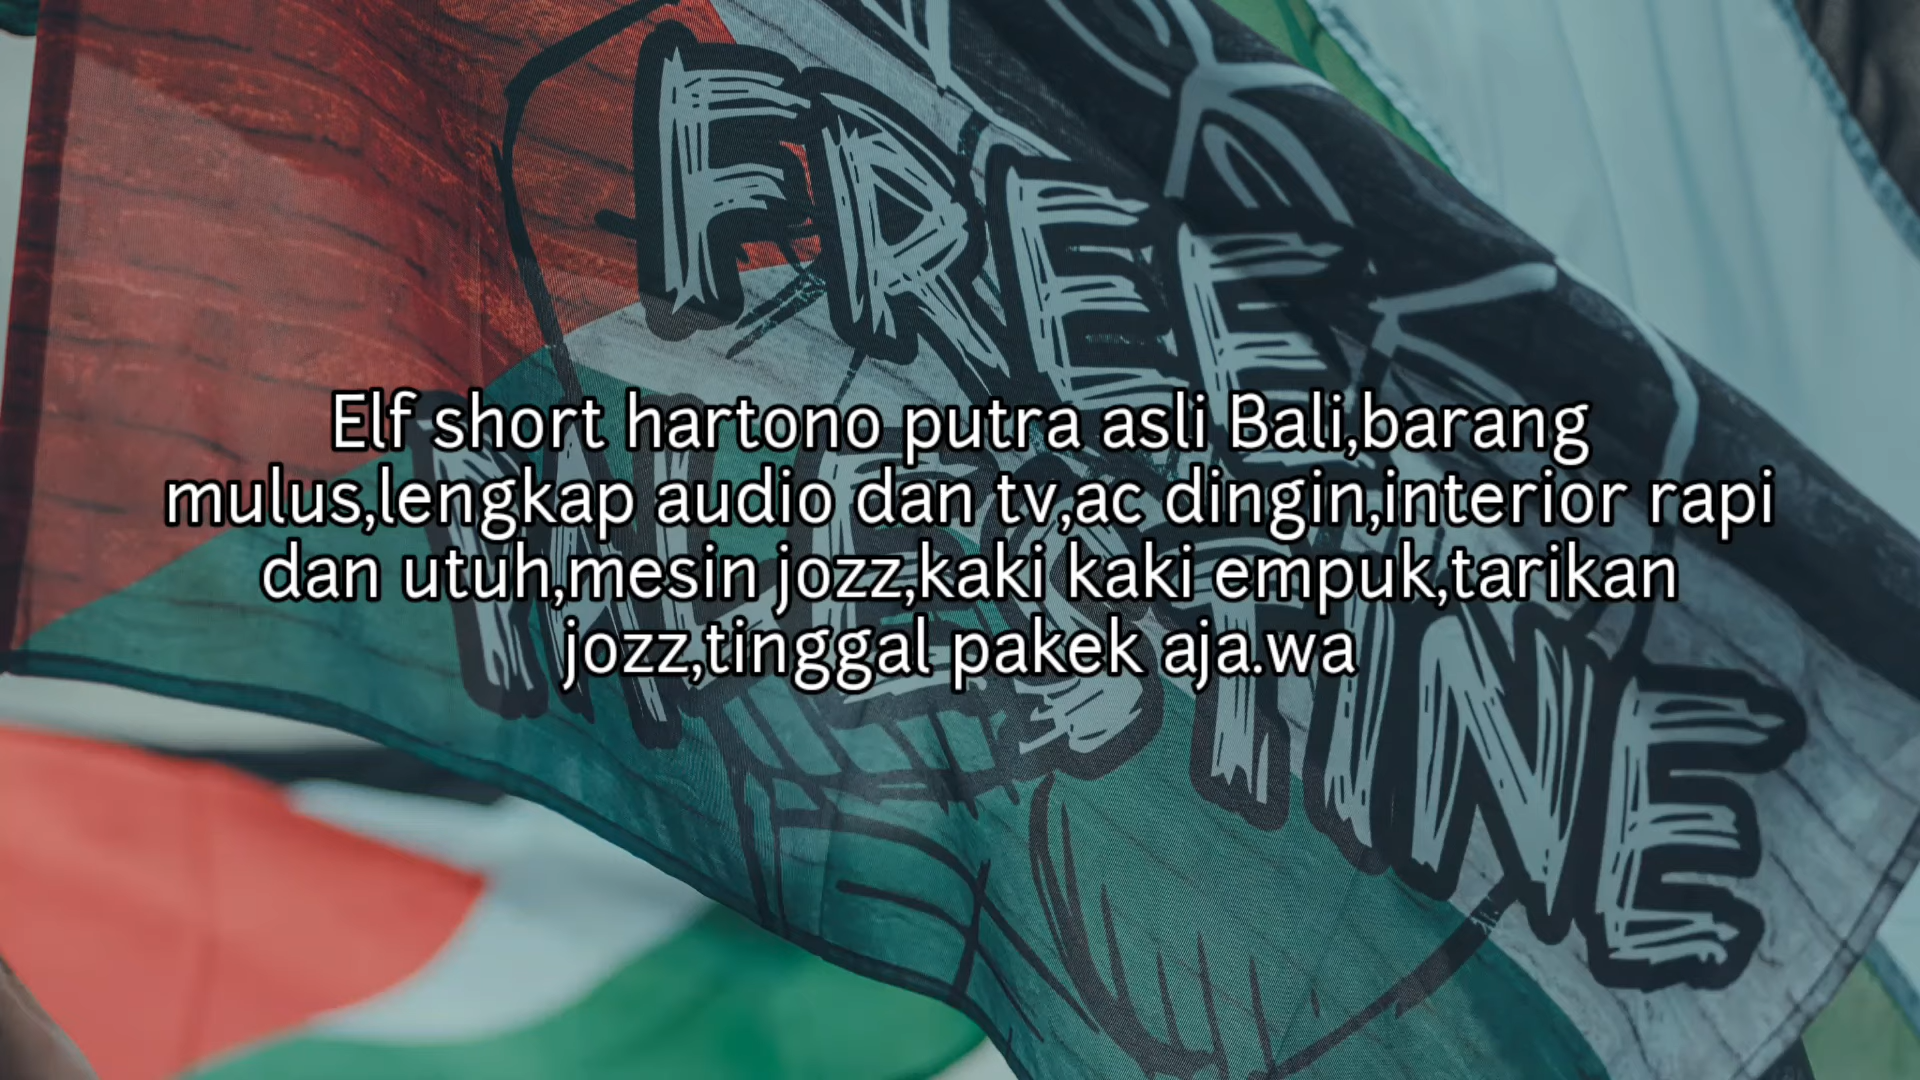 FREE
PALESTINE
Elf short hartono putra asli Bali,barang
mulus,lengkap audio dan tv,ac dingin,interior rapi
dan utuh,mesin jozz,kaki kaki empuk,tarikan
jozz,tinggal pakek aja.wa